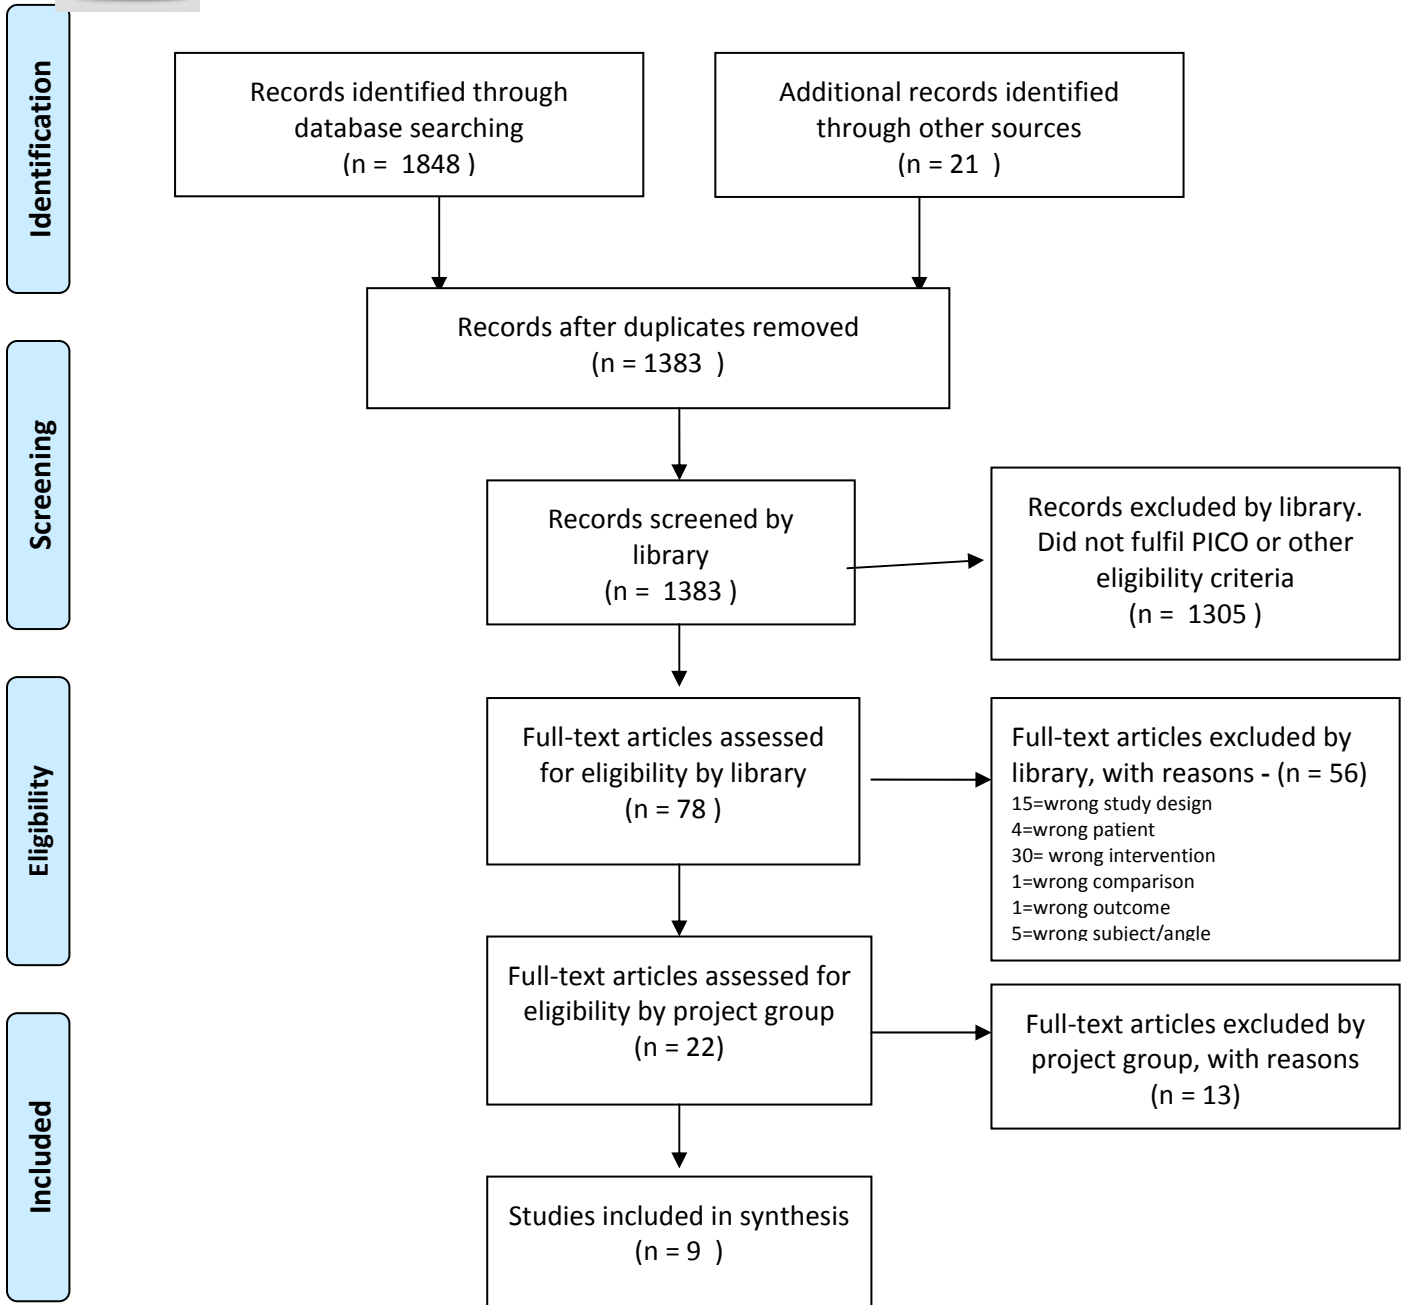 Identification
Records identified through
database searching
(n =  1848 )
Additional records identified
through other sources
(n = 21  )
Records after duplicates removed
(n = 1383  )
Screening
Records screened by
library
(n =  1383 )
Records excluded by library.
Did not fulfil PICO or other
eligibility criteria
(n =  1305 )
Eligibility
Full-text articles assessed
for eligibility by library
(n = 78 )
Full-text articles excluded by
library, with reasons - (n = 56)
15=wrong study design
4=wrong patient
30= wrong intervention
1=wrong comparison
1=wrong outcome
5=wrong subject/angle
Full-text articles assessed for
eligibility by project group
(n = 22)
Full-text articles excluded by
project group, with reasons
(n = 13)
Included
Studies included in synthesis
(n = 9  )